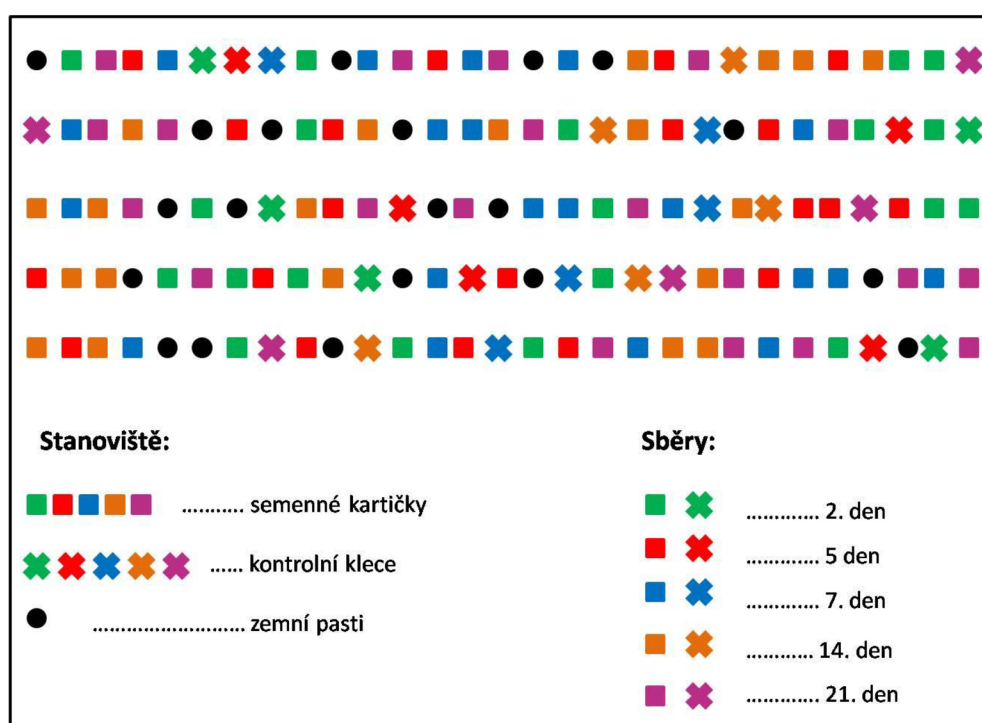 Stanoviště:
........... semenné kartičky
...... kontrolní klece
........................... zemní pasti
Sběry:
............. 2. den
............. 5 den
............. 7. den
............ 14. den
............. 21. den